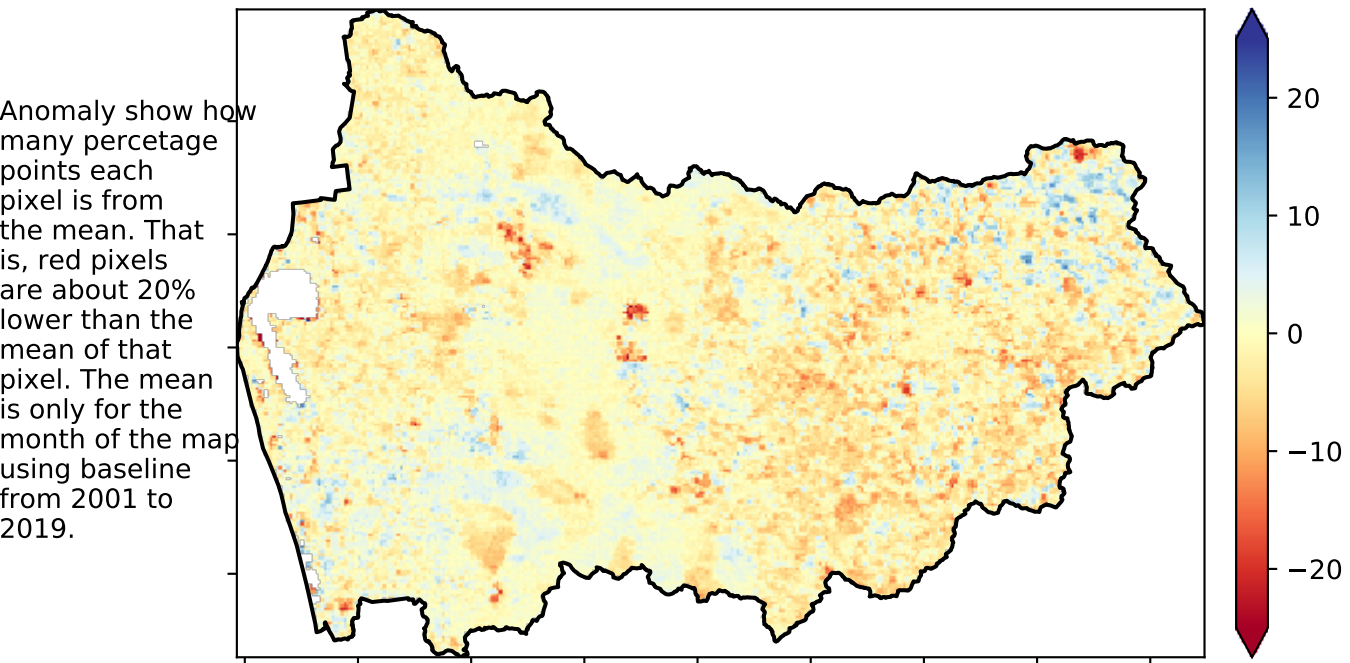 Anomaly show how
many percetage
points each
pixel is from
the mean. That
is, red pixels
are about 20%
lower than the
mean of that
pixel. The mean
is only for the
month of the map
using baseline
from 2001 to
2019.
20
10
0
−10
−20